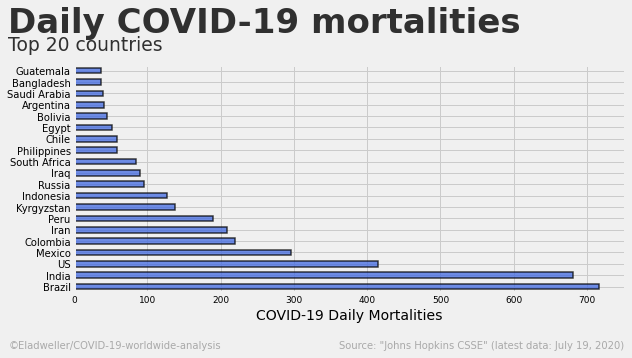 Daily COVID-19 mortalities
Top 20 countries
Guatemala
Bangladesh
Saudi Arabia
Argentina
Bolivia
Egypt
Chile
Philippines
South Africa
Iraq
Russia
Indonesia
Kyrgyzstan
Peru
Iran
Colombia
Mexico
US
India
Brazil
0 100 200 300 400 500 600 700
COVID-19 Daily Mortalities
©Eladweller/COVID-19-worldwide-analysis Source: "Johns Hopkins CSSE" (latest data: July 19, 2020)